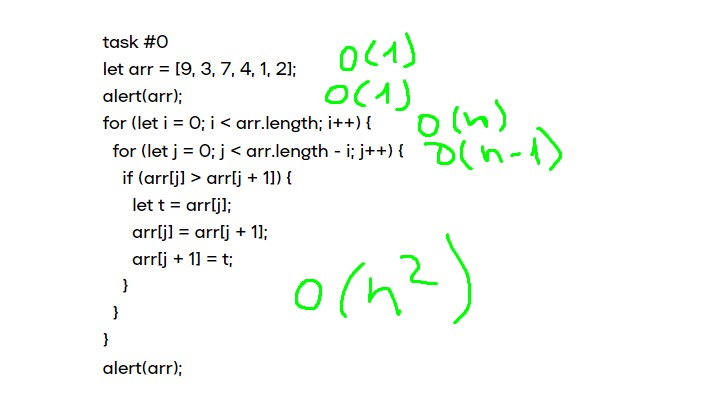 task #0
let arr = [9, 3, 7, 4, 1, 2]; O(1)
alert(arr); O(1)
for (let i = 0; i < arr.length; i++) { O(n)
for (let j = 0; j < arr.length - i; j++) { O(n-1)
if (arr[j] > arr[j + 1]) {
let t = arr[j];
arr[j] = arr[j + 1];
arr[j + 1] = t;
}
}
}
O(n²)
alert(arr);